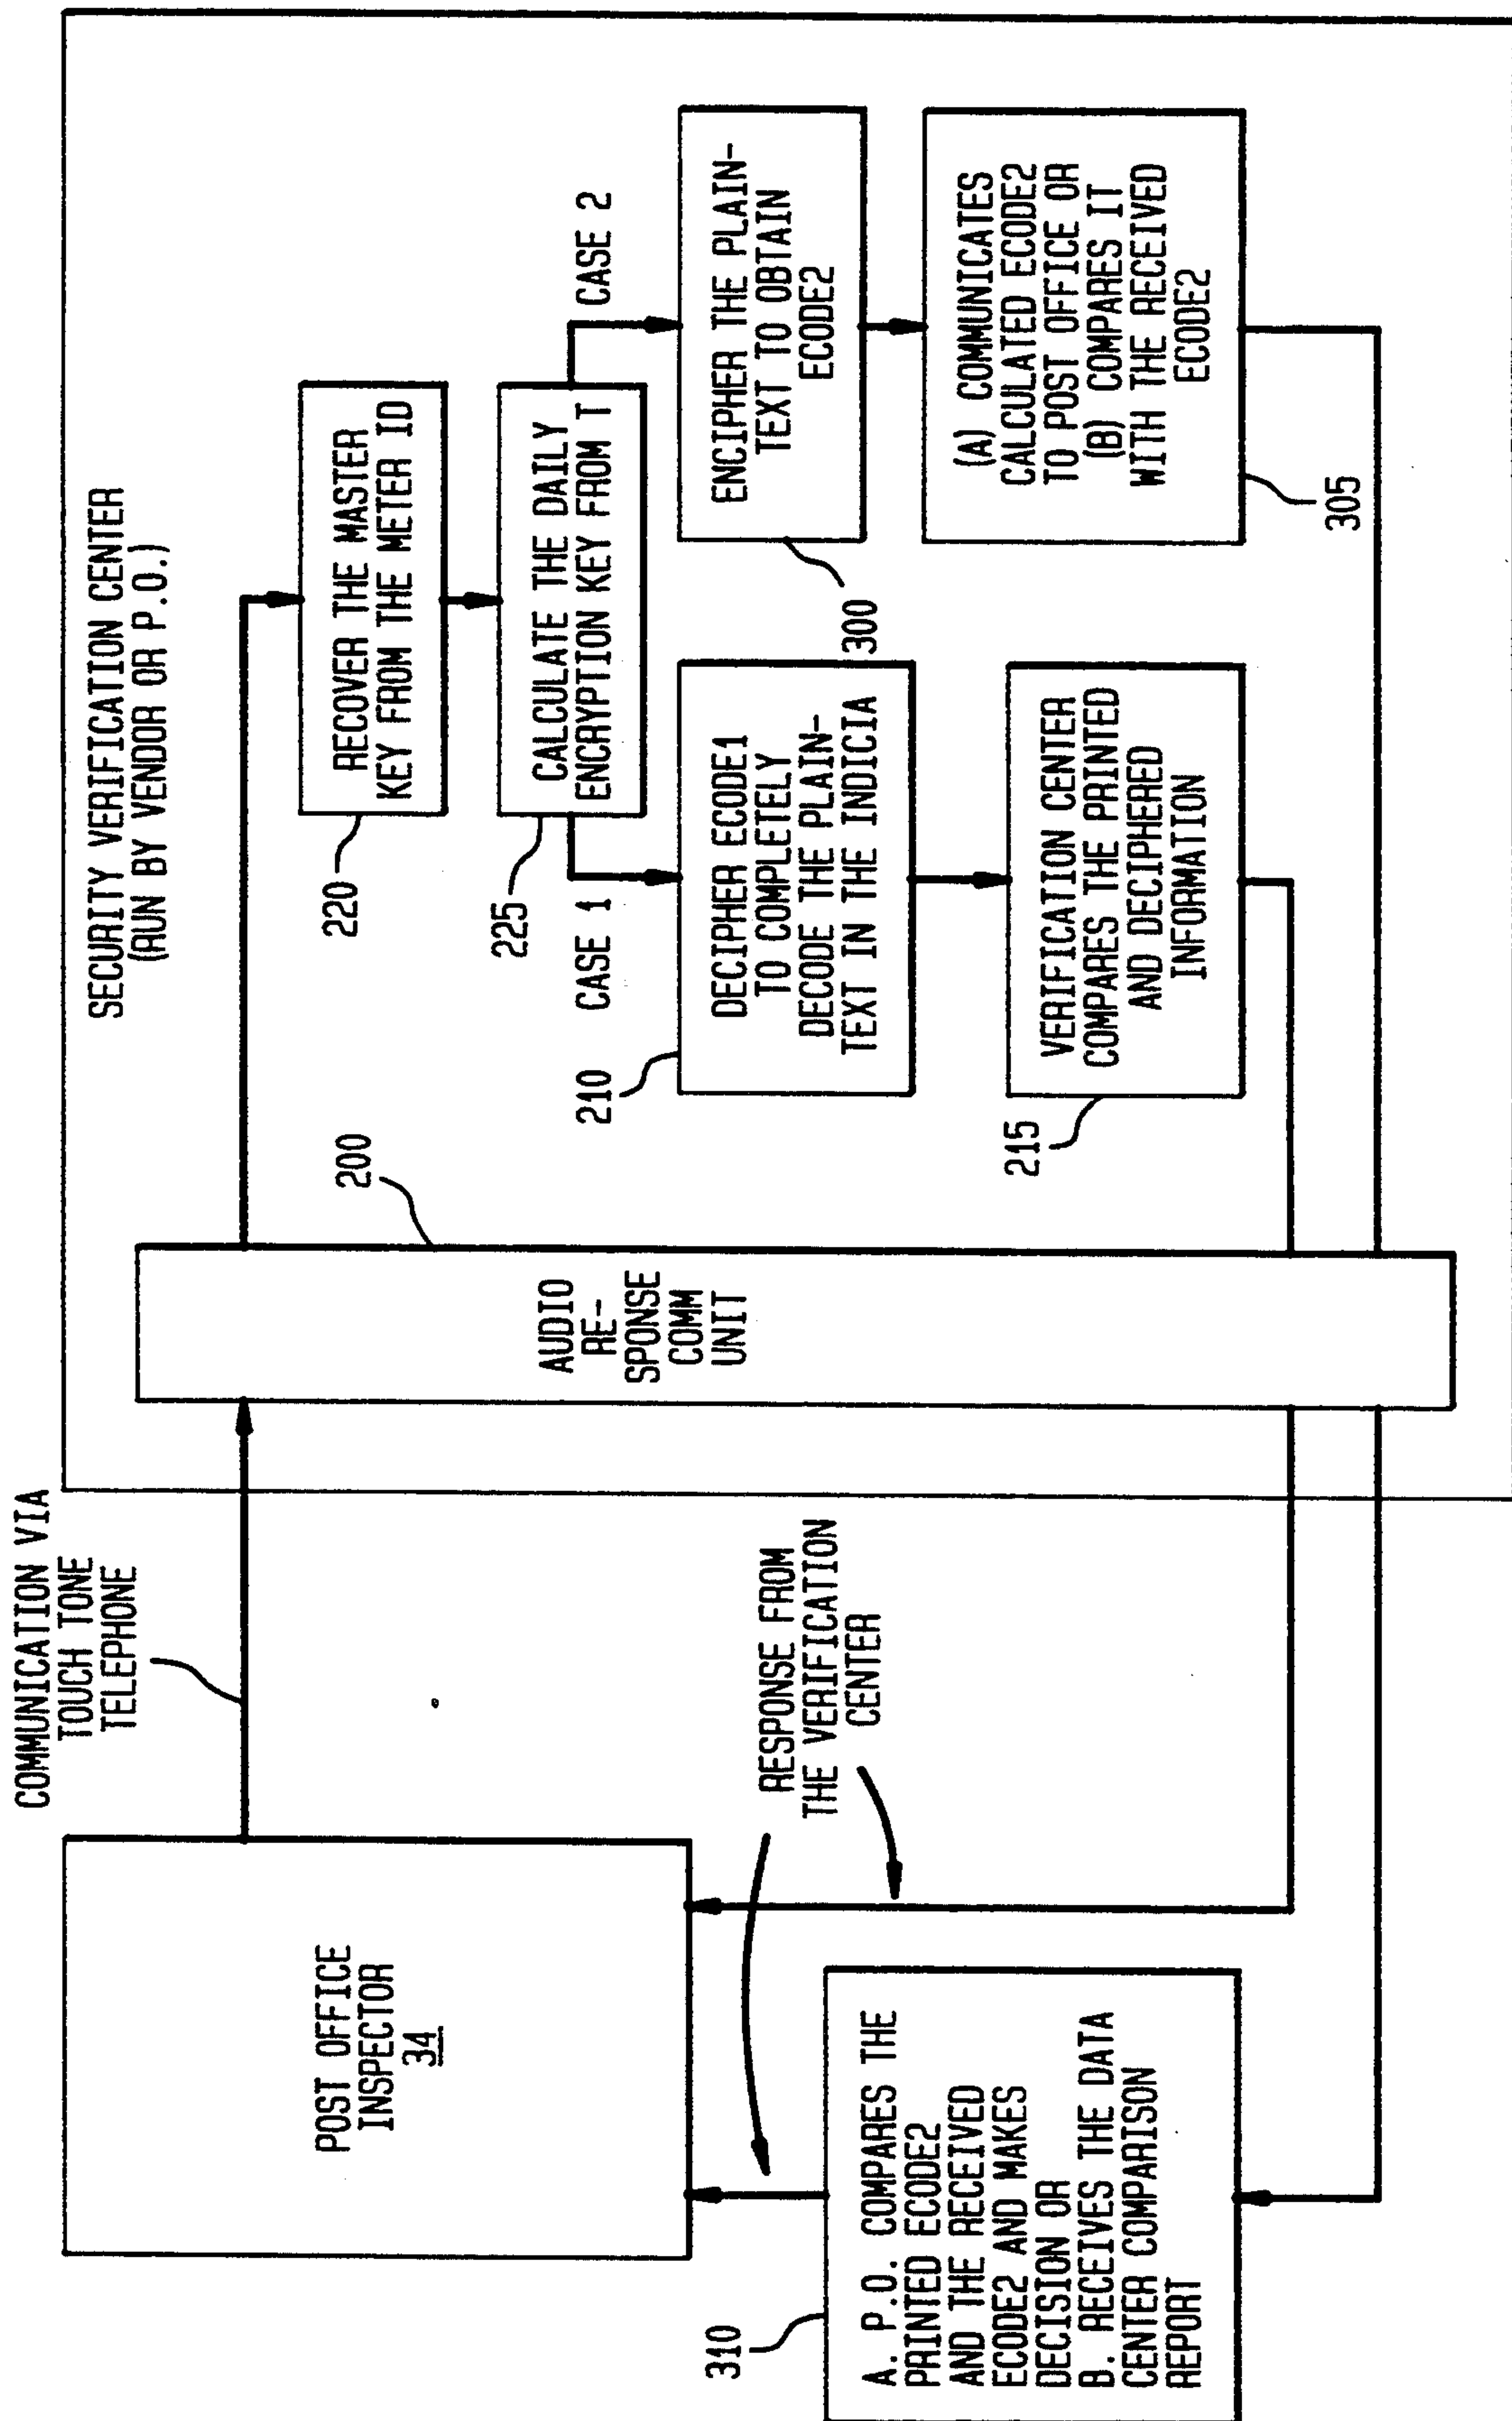 COMMUNICATION VIA
TOUCH TONE
TELEPHONE
SECURITY VERIFICATION CENTER
(RUN BY VENDOR OR P.O.)
POST OFFICE
INSPECTOR
34
AUDIO
RE-
SPONSE
COMM
UNIT
200
RECOVER THE MASTER
KEY FROM THE METER ID
220
CALCULATE THE DAILY
ENCRYPTION KEY FROM T
225
CASE 1
CASE 2
DECIPHER ECODE1
TO COMPLETELY
DECODE THE PLAIN-
TEXT IN THE INDICIA
210
ENCIPHER THE PLAIN-
TEXT TO OBTAIN
ECODE2
300
VERIFICATION CENTER
COMPARES THE PRINTED
AND DECIPHERED
INFORMATION
215
(A) COMMUNICATES
CALCULATED ECODE2
TO POST OFFICE OR
(B) COMPARES IT
WITH THE RECEIVED
ECODE2
305
RESPONSE FROM
THE VERIFICATION
CENTER
A. P.O. COMPARES THE
PRINTED ECODE2
AND THE RECEIVED
ECODE2 AND MAKES
DECISION OR
B. RECEIVES THE DATA
CENTER COMPARISON
REPORT
310